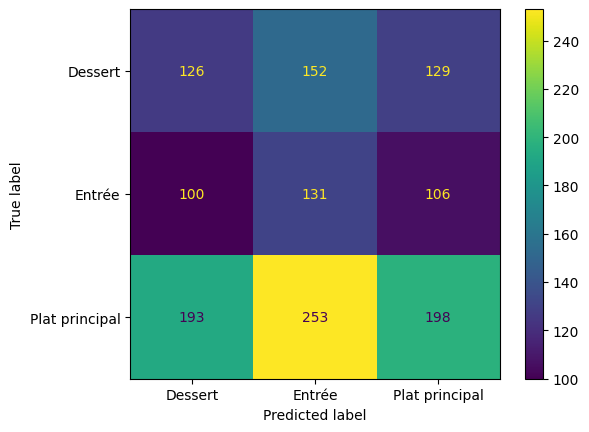 True label
Dessert
126 152 129
Entrée
100 131 106
Plat principal
193 253 198
Dessert Entrée Plat principal
Predicted label
240
220
200
180
160
140
120
100